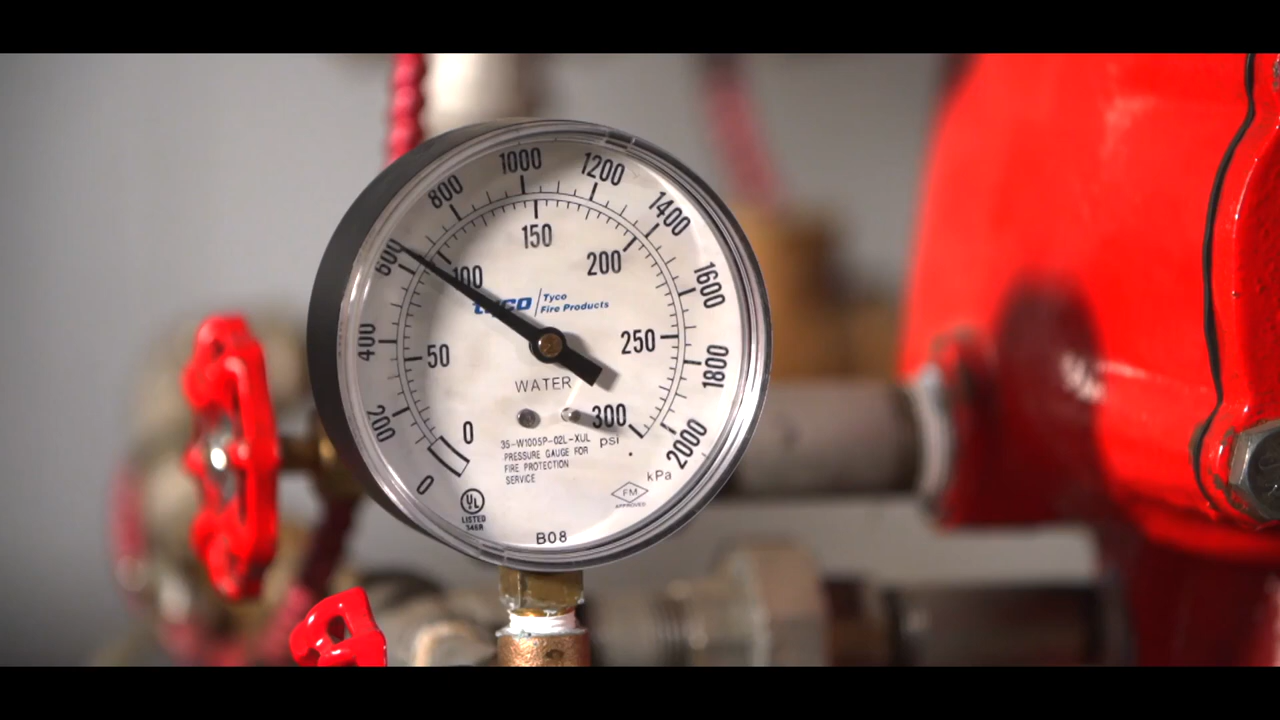 1000
1200
800
1400
600
1600
400
1800
200
2000
0
kPa
150
200
100
250
50
300
0
psi
tyco
Tyco
Fire Products
WATER
35-W1005P-02L-XUL
PRESSURE GAUGE FOR
FIRE PROTECTION
SERVICE
UL
LISTED
FM
APPROVED
B08